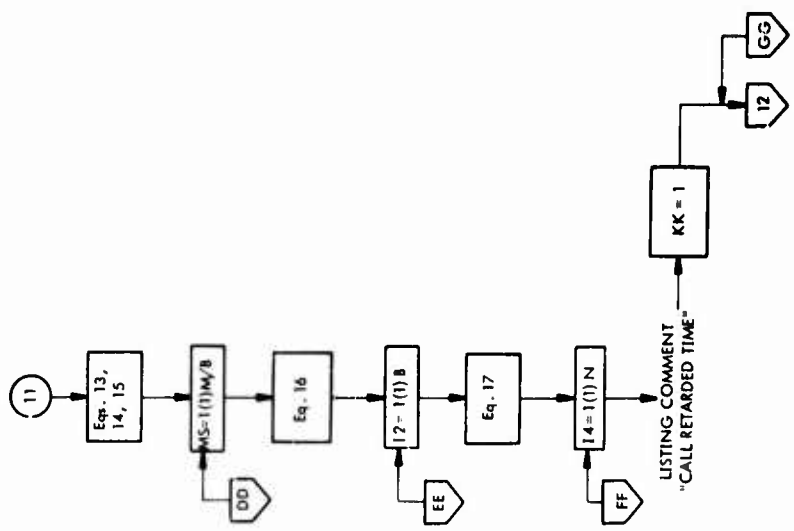 11
Eqs. 13,
14, 15
MS=1(1)M/B
DD
Eq. 16
I2= 1(1) B
EE
Eq. 17
I4=1(1) N
FF
LISTING COMMENT
"CALL RETARDED TIME"
KK = 1
12
GG